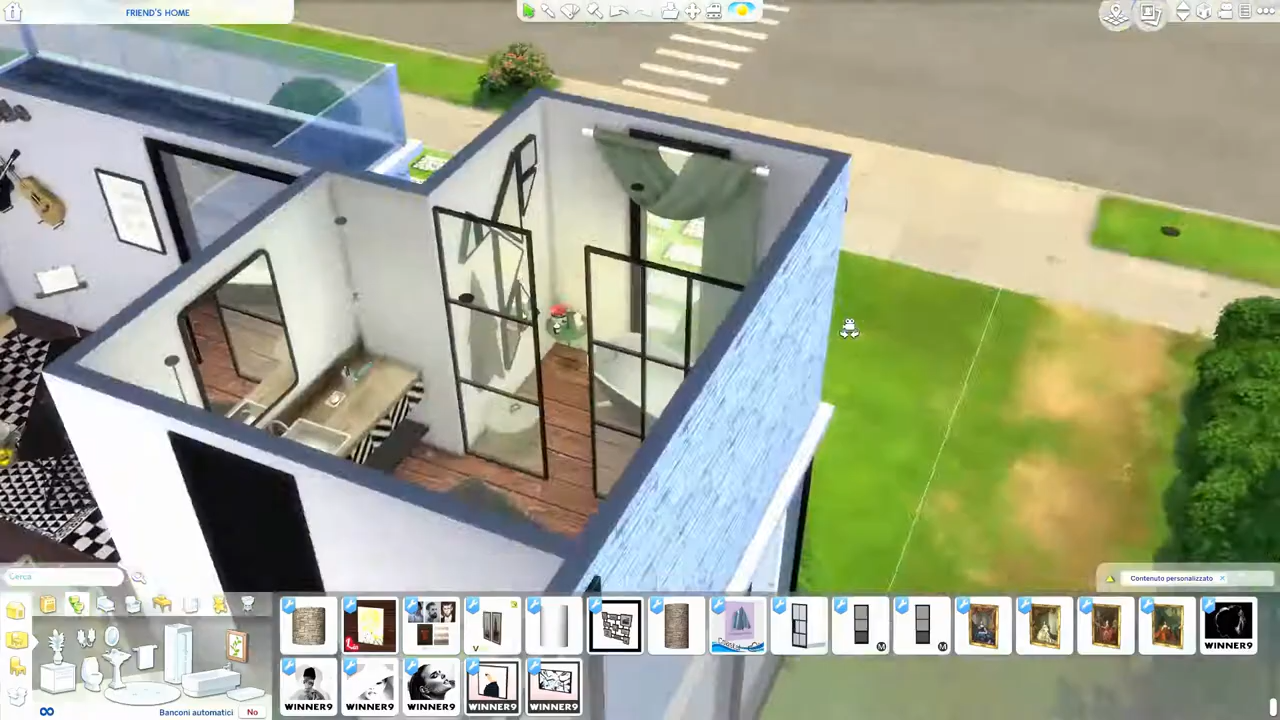 FRIEND'S HOME
Cerca
Contenuto personalizzato
WINNER9
WINNER9
WINNER9
WINNER9
WINNER9
WINNER9
Banconi automatici
No